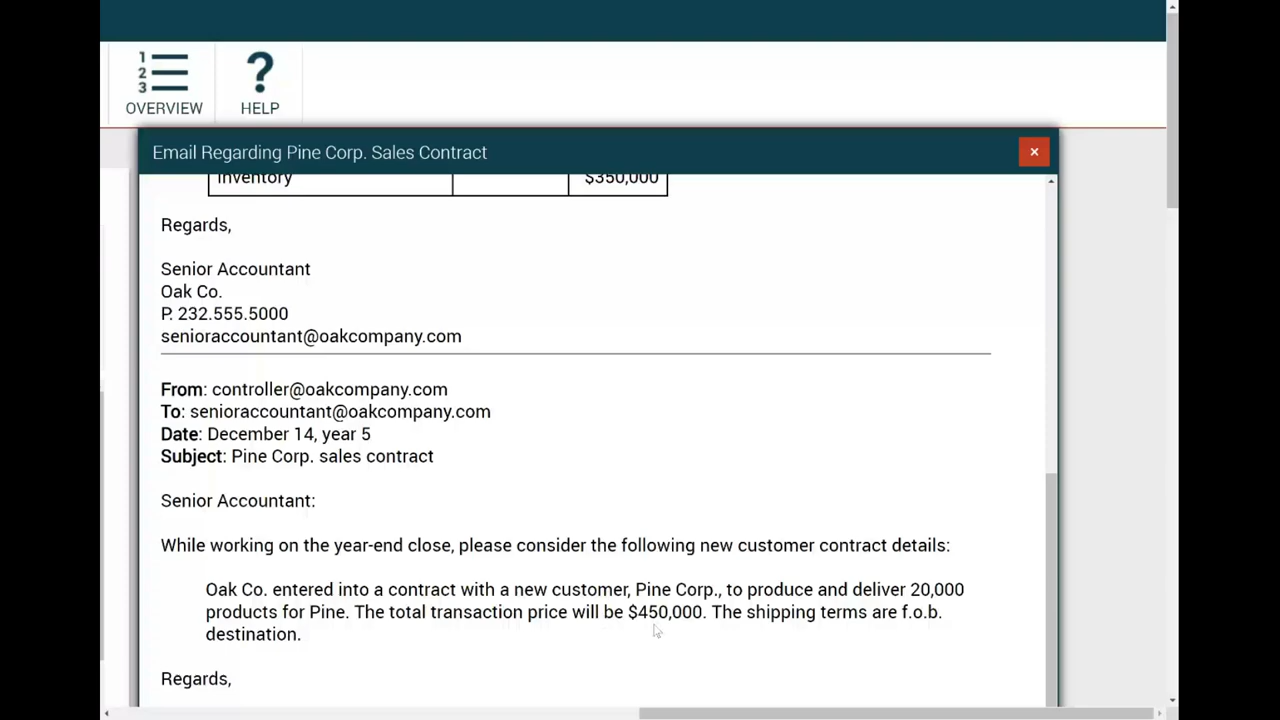 1
2
3
OVERVIEW
?
HELP
Email Regarding Pine Corp. Sales Contract
×
Inventory $350,000
Regards,
Senior Accountant
Oak Co.
P. 232.555.5000
senioraccountant@oakcompany.com
From: controller@oakcompany.com
To: senioraccountant@oakcompany.com
Date: December 14, year 5
Subject: Pine Corp. sales contract
Senior Accountant:
While working on the year-end close, please consider the following new customer contract details:
Oak Co. entered into a contract with a new customer, Pine Corp., to produce and deliver 20,000
products for Pine. The total transaction price will be $450,000. The shipping terms are f.o.b.
destination.
Regards,